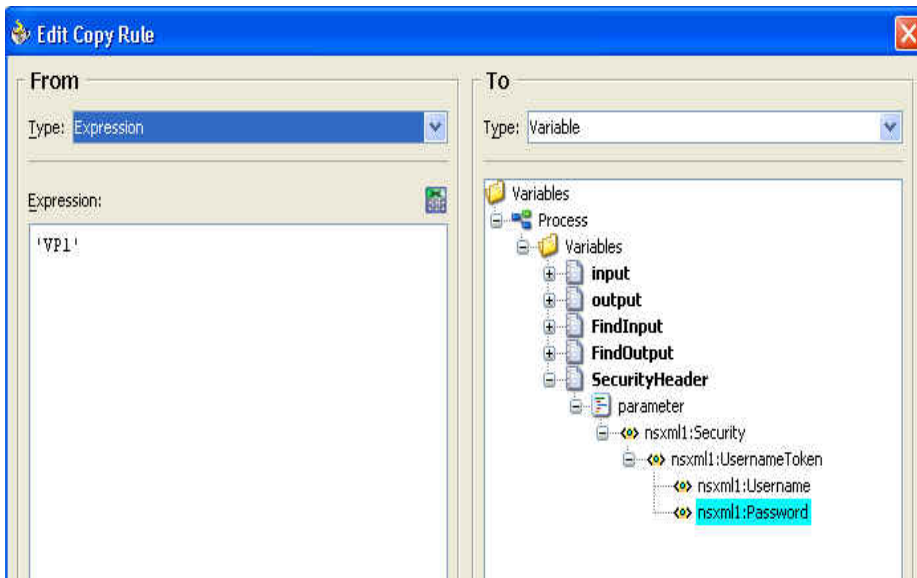 Edit Copy Rule
From
Type: Expression
Expression:
'VP1'
To
Type: Variable
Variables
Process
Variables
input
output
FindInput
FindOutput
SecurityHeader
parameter
nsxml1:Security
nsxml1:UsernameToken
nsxml1:Username
nsxml1:Password